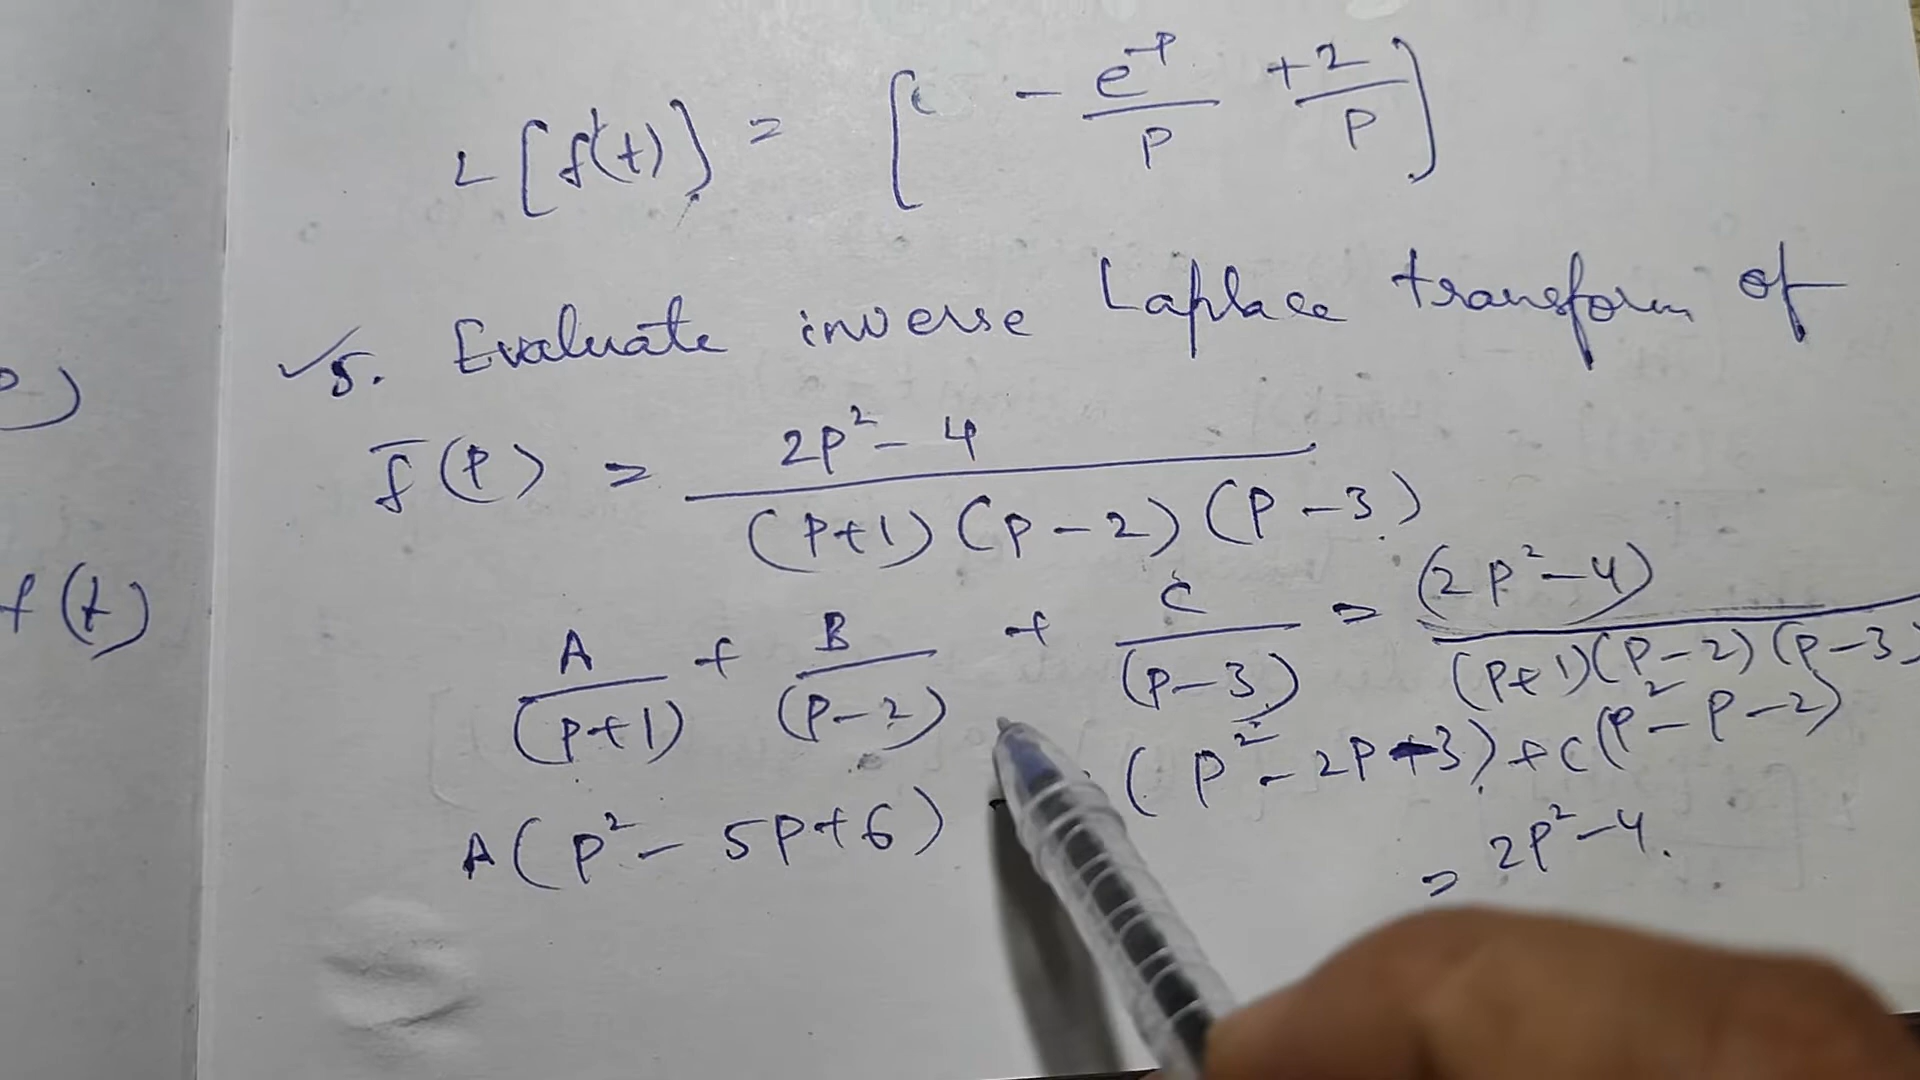 L[f'(t)] = [ - e^-p/p + 2/p ]
✓5. Evaluate inverse Laplace transform of
f̄(p) = 2p² - 4 / (p+1)(p-2)(p-3)
A/(p+1) + B/(p-2) + C/(p-3) = (2p²-4)/(p+1)(p-2)(p-3)
A(p² - 5p+6) (p² - 2p-3) + C(p² - p - 2)
= 2p²-4.
f(t)